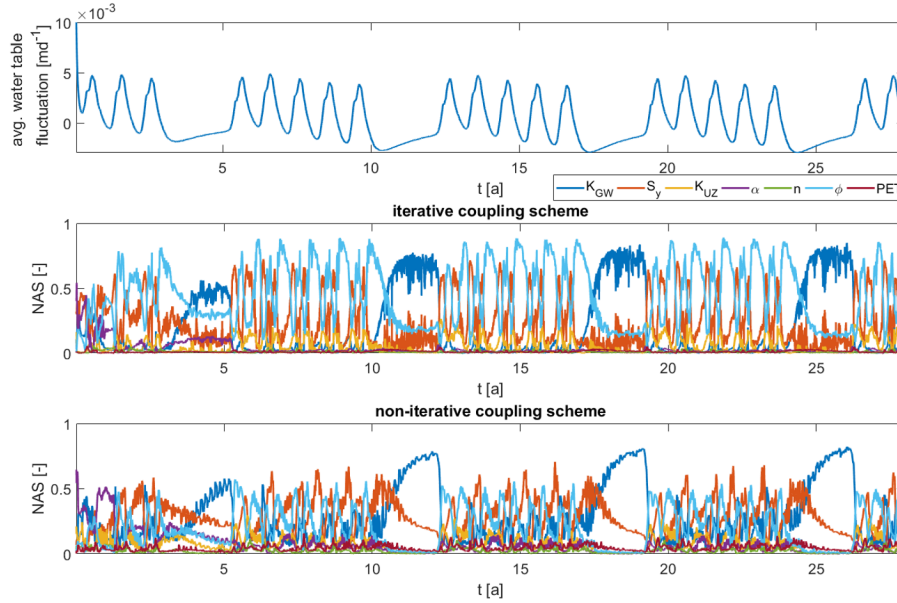 10 ×10⁻³
avg. water table
fluctuation [md⁻¹]
5
0
5 10 15 20 25
t [a]
K_GW S_y K_UZ α n ϕ PET
iterative coupling scheme
NAS [-]
1
0.5
0
5 10 15 20 25
t [a]
non-iterative coupling scheme
NAS [-]
1
0.5
0
5 10 15 20 25
t [a]